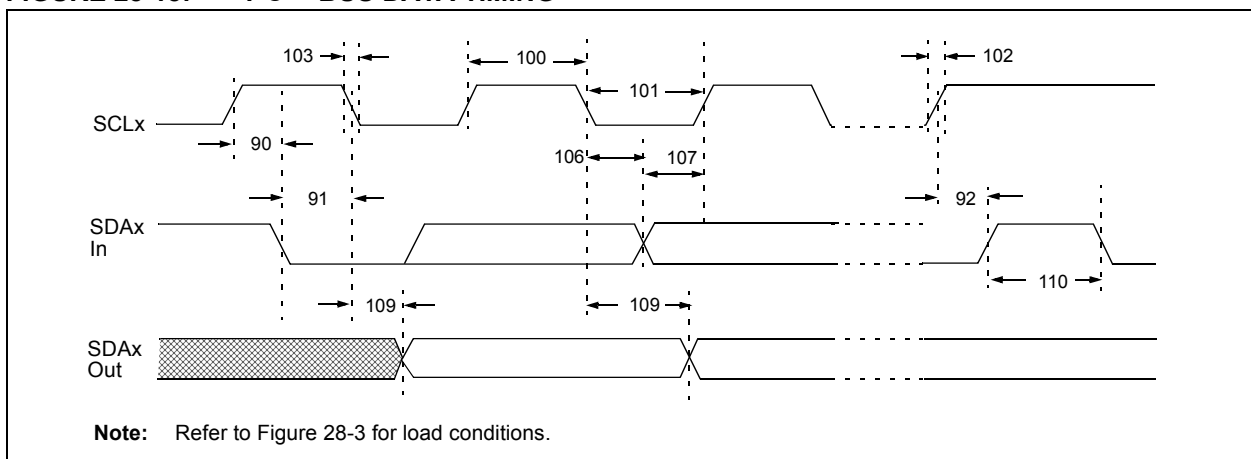 103
100
102
101
SCLx
90
106
107
91
92
SDAx
In
110
109
109
SDAx
Out
Note: Refer to Figure 28-3 for load conditions.